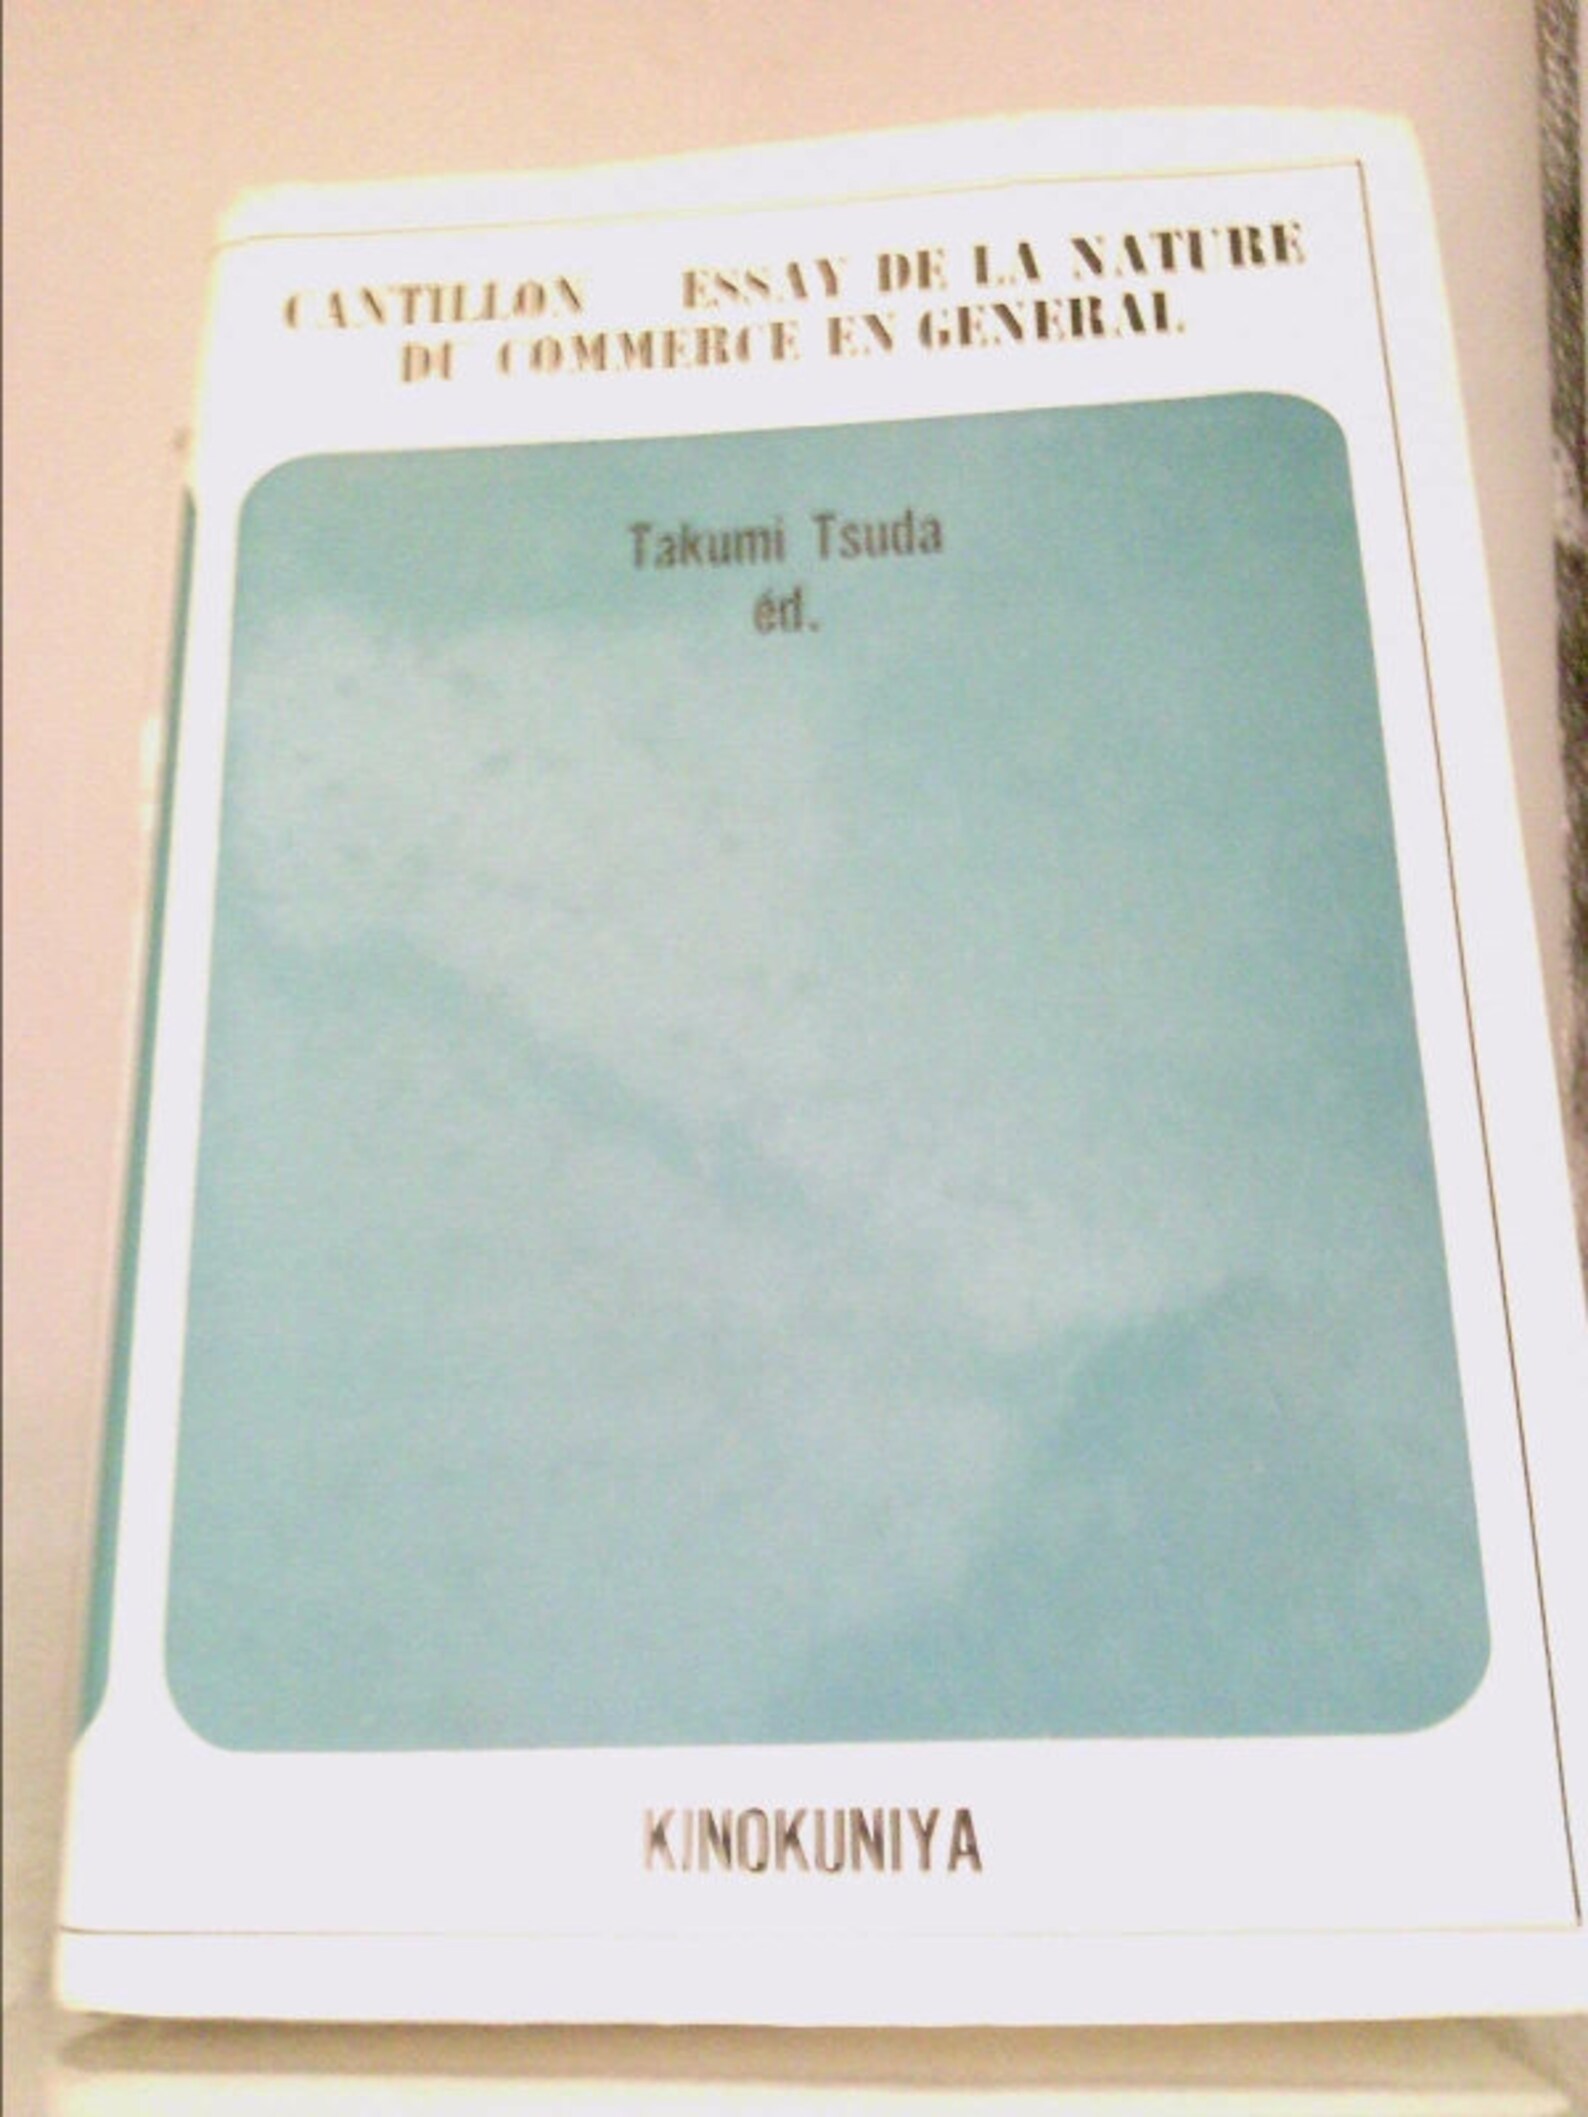 CANTILLON ESSAY DE LA NATURE
DU COMMERCE EN GENERAL
Takumi Tsuda
éd.
KINOKUNIYA